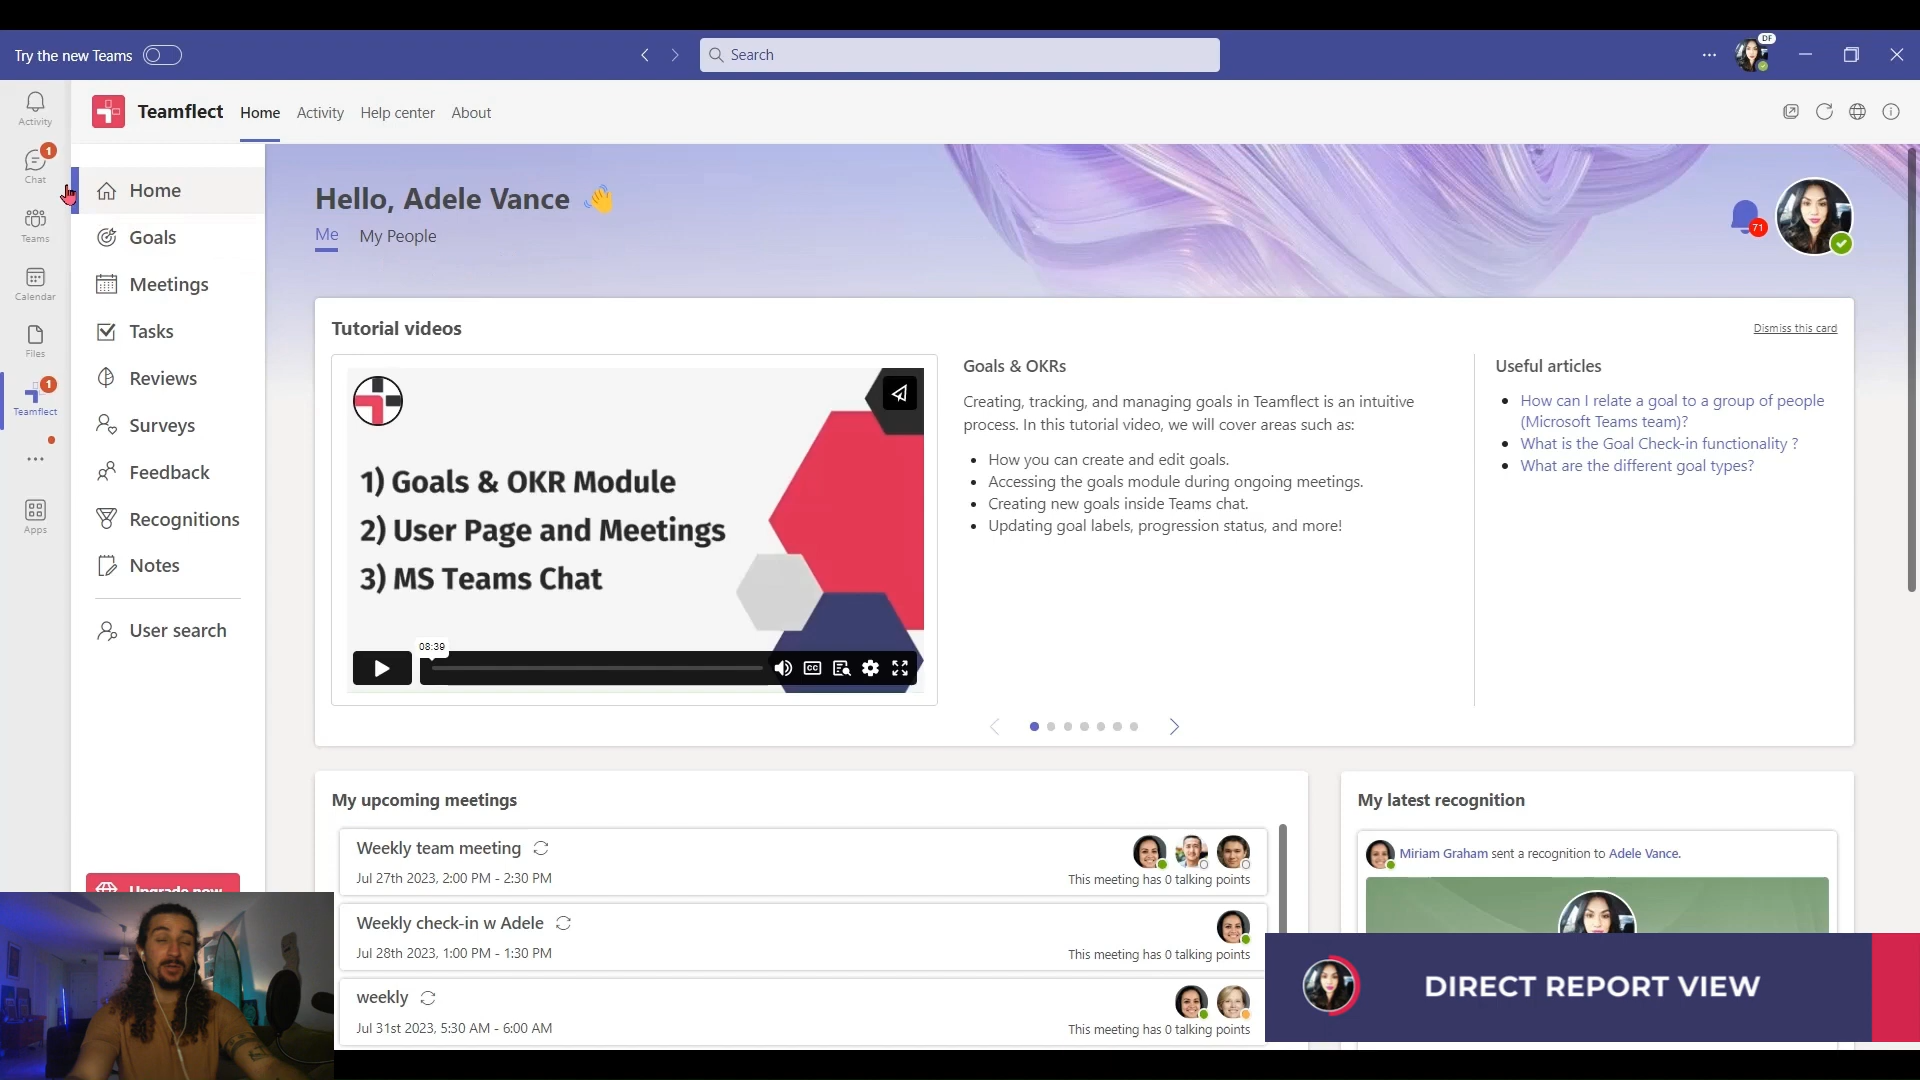 Try the new Teams
Search
DF
Activity
1
Chat
Teams
Calendar
Files
1
Teamflect
Apps
Teamflect
Home
Activity
Help center
About
Home
Goals
Meetings
Tasks
Reviews
Surveys
Feedback
Recognitions
Notes
User search
Upgrade now
Hello, Adele Vance
Me
My People
71
Tutorial videos
Dismiss this card
1) Goals & OKR Module
2) User Page and Meetings
3) MS Teams Chat
08:39
CC
Goals & OKRs
Creating, tracking, and managing goals in Teamflect is an intuitive
process. In this tutorial video, we will cover areas such as:
How you can create and edit goals.
Accessing the goals module during ongoing meetings.
Creating new goals inside Teams chat.
Updating goal labels, progression status, and more!
Useful articles
How can I relate a goal to a group of people
(Microsoft Teams team)?
What is the Goal Check-in functionality ?
What are the different goal types?
My upcoming meetings
Weekly team meeting
Jul 27th 2023, 2:00 PM - 2:30 PM
This meeting has 0 talking points
Weekly check-in w Adele
Jul 28th 2023, 1:00 PM - 1:30 PM
This meeting has 0 talking points
weekly
Jul 31st 2023, 5:30 AM - 6:00 AM
This meeting has 0 talking points
My latest recognition
Miriam Graham sent a recognition to Adele Vance.
DIRECT REPORT VIEW